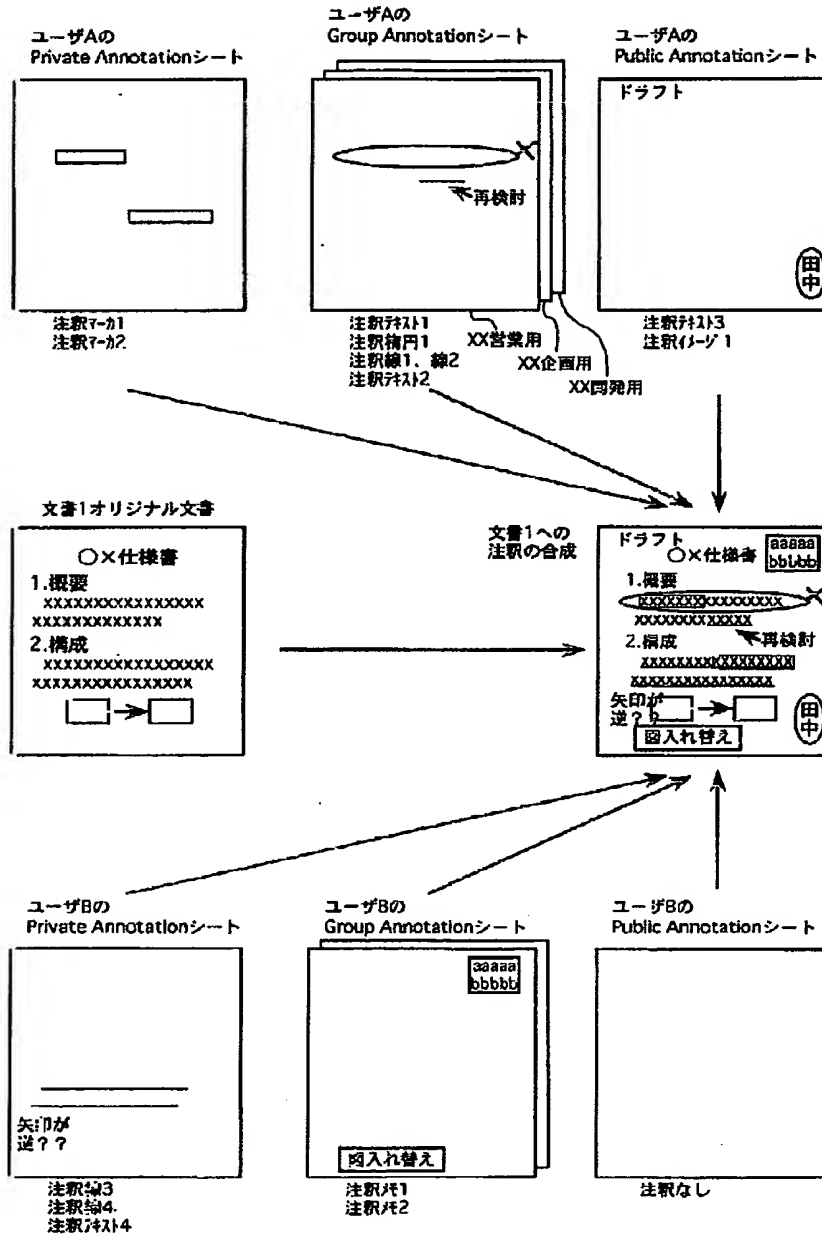 ユーザAの
Private Annotationシート
ユーザAの
Group Annotationシート
ユーザAの
Public Annotationシート
再検討
ドラフト
田中
注釈マーカ1
注釈マーカ2
注釈テキスト1
注釈楕円1
注釈線1、線2
注釈テキスト2
XX営業用
XX企画用
XX開発用
注釈テキスト3
注釈イメージ1
文書1オリジナル文書
○×仕様書
1.概要
xxxxxxxxxxxxxxxxx
xxxxxxxxxxxxx
2.構成
xxxxxxxxxxxxxxxxx
xxxxxxxxxxxxxxxx
文書1への
注釈の合成
ドラフト
○×仕様書
aaaaa
bbbbb
1.概要
xxxxxxxxxxxxxxxxx
xxxxxxxxxxxxx
再検討
2.構成
xxxxxxxxxxxxxxxxx
xxxxxxxxxxxxxxxx
矢印が
逆??
図入れ替え
田中
ユーザBの
Private Annotationシート
ユーザBの
Group Annotationシート
ユーザBの
Public Annotationシート
矢印が
逆??
aaaaa
bbbbb
図入れ替え
注釈線3
注釈線4
注釈テキスト4
注釈メモ1
注釈メモ2
注釈なし